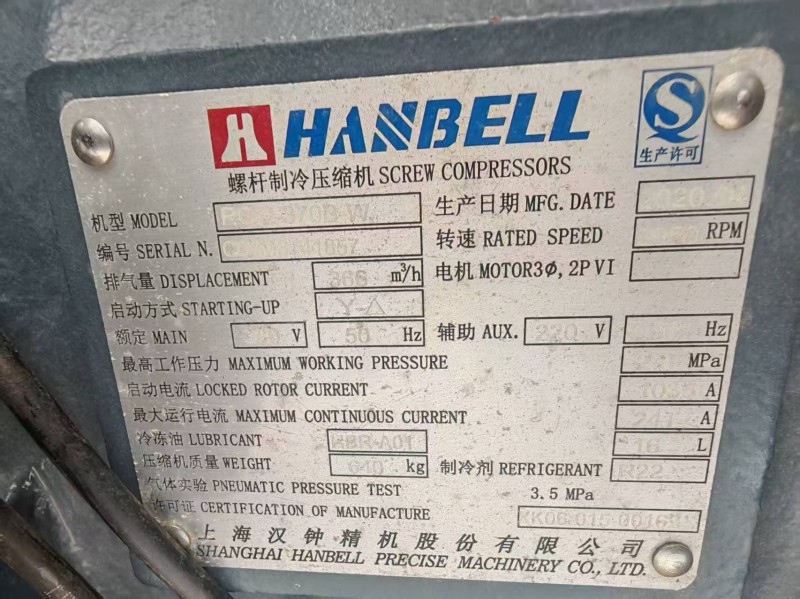 HANBELL
生产许可
螺杆制冷压缩机 SCREW COMPRESSORS
机型 MODEL
生产日期 MFG. DATE
编号 SERIAL N.
转速 RATED SPEED RPM
排气量 DISPLACEMENT 366 m³/h
电机 MOTOR3Φ, 2P VI
启动方式 STARTING-UP Y-△
额定 MAIN V 50 Hz 辅助 AUX. 220 V Hz
最高工作压力 MAXIMUM WORKING PRESSURE MPa
启动电流 LOCKED ROTOR CURRENT A
最大运行电流 MAXIMUM CONTINUOUS CURRENT A
冷冻油 LUBRICANT HBR-A01 16 L
压缩机质量 WEIGHT 640 kg 制冷剂 REFRIGERANT R22
气体实验 PNEUMATIC PRESSURE TEST 3.5 MPa
许可证 CERTIFICATION OF MANUFACTURE
上海汉钟精机股份有限公司
SHANGHAI HANBELL PRECISE MACHINERY CO., LTD.